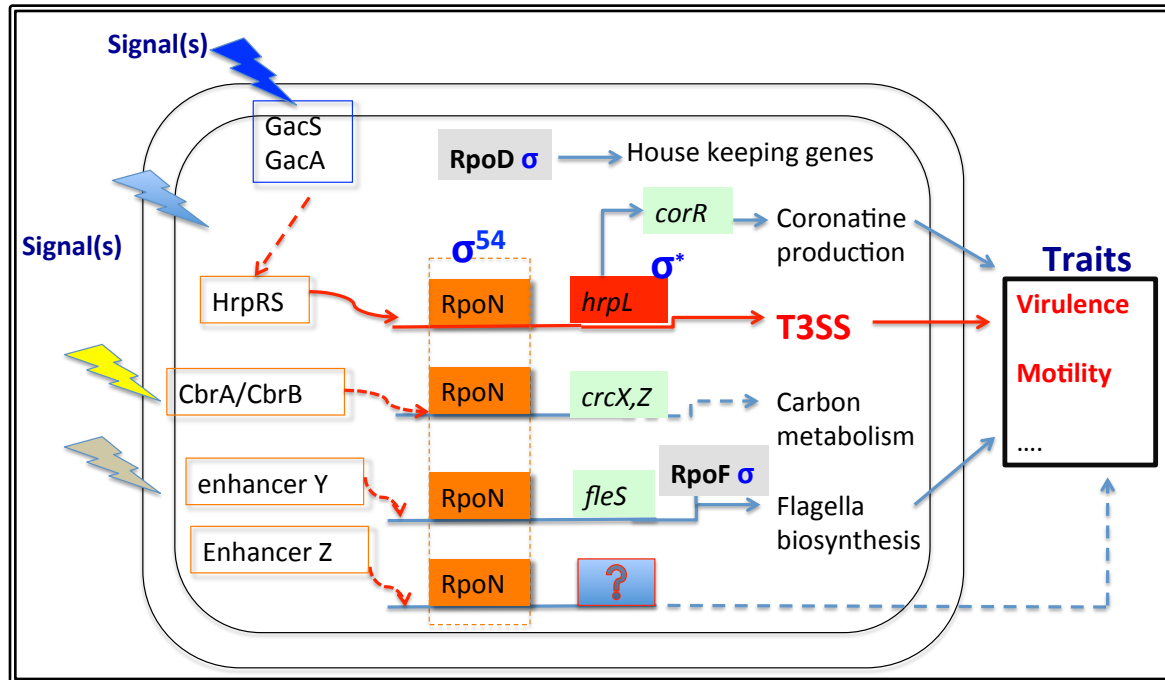 Signal(s)
GacS
GacA
RpoD σ
House keeping genes
corR
Coronatine
production
Signal(s)
σ54
σ*
Traits
HrpRS
RpoN
hrpL
T3SS
Virulence
Motility
....
CbrA/CbrB
RpoN
crcX,Z
Carbon
metabolism
enhancer Y
RpoN
fleS
RpoF σ
Flagella
biosynthesis
Enhancer Z
RpoN
?